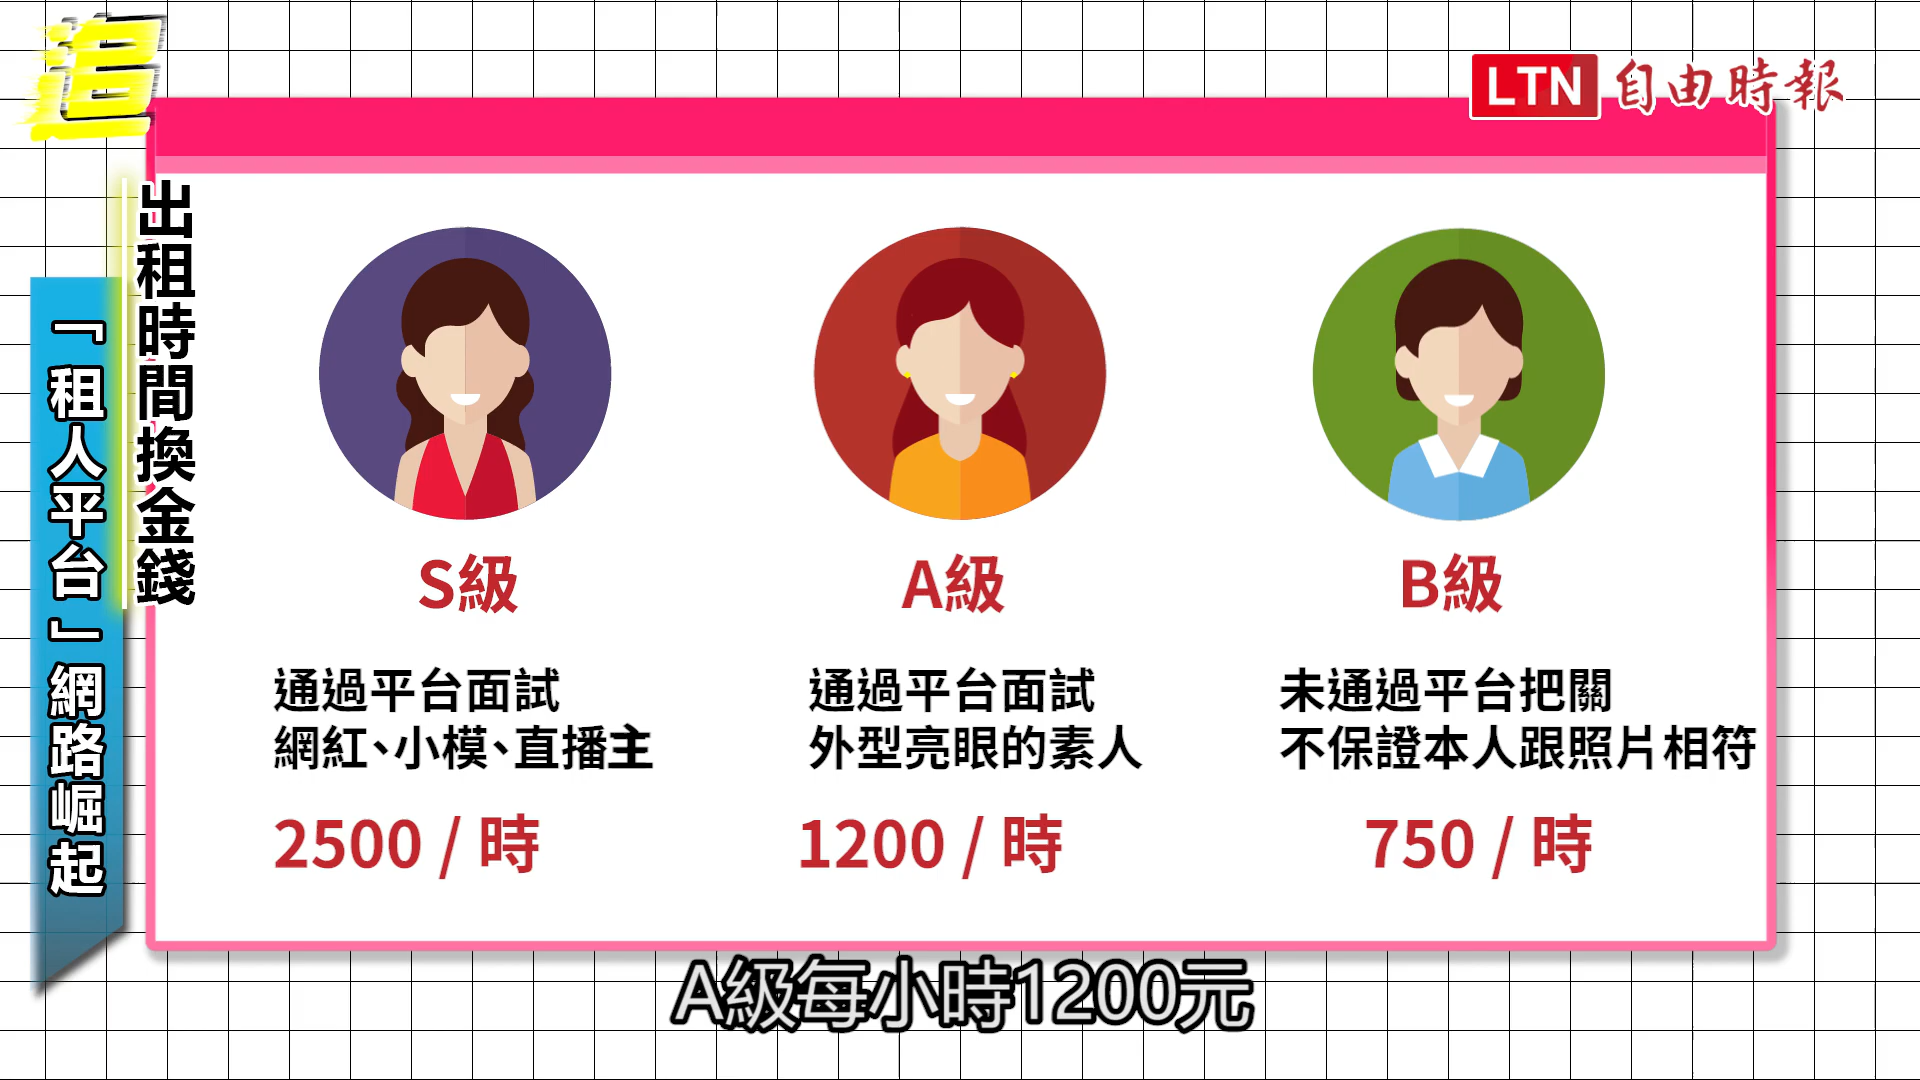 追
LTN 自由時報
出租時間換金錢
「租人平台」網路崛起
S級
通過平台面試
網紅、小模、直播主
2500 / 時
A級
通過平台面試
外型亮眼的素人
1200 / 時
B級
未通過平台把關
不保證本人跟照片相符
750 / 時
A級每小時1200元